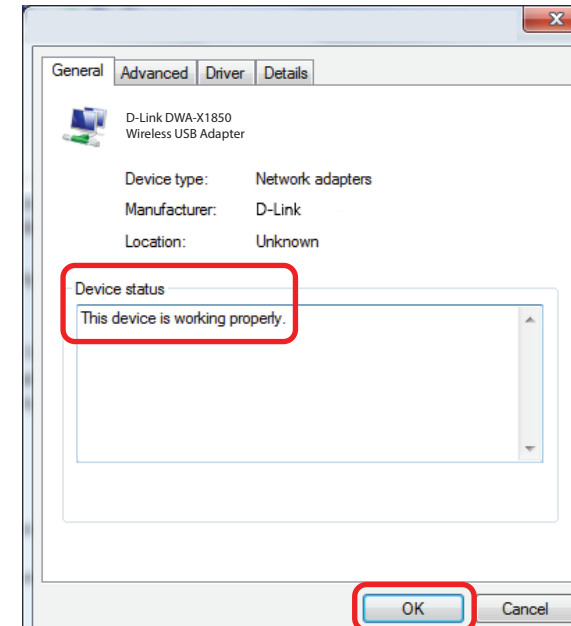 General Advanced Driver Details
D-Link DWA-X1850
Wireless USB Adapter
Device type: Network adapters
Manufacturer: D-Link
Location: Unknown
Device status
This device is working properly.
OK Cancel